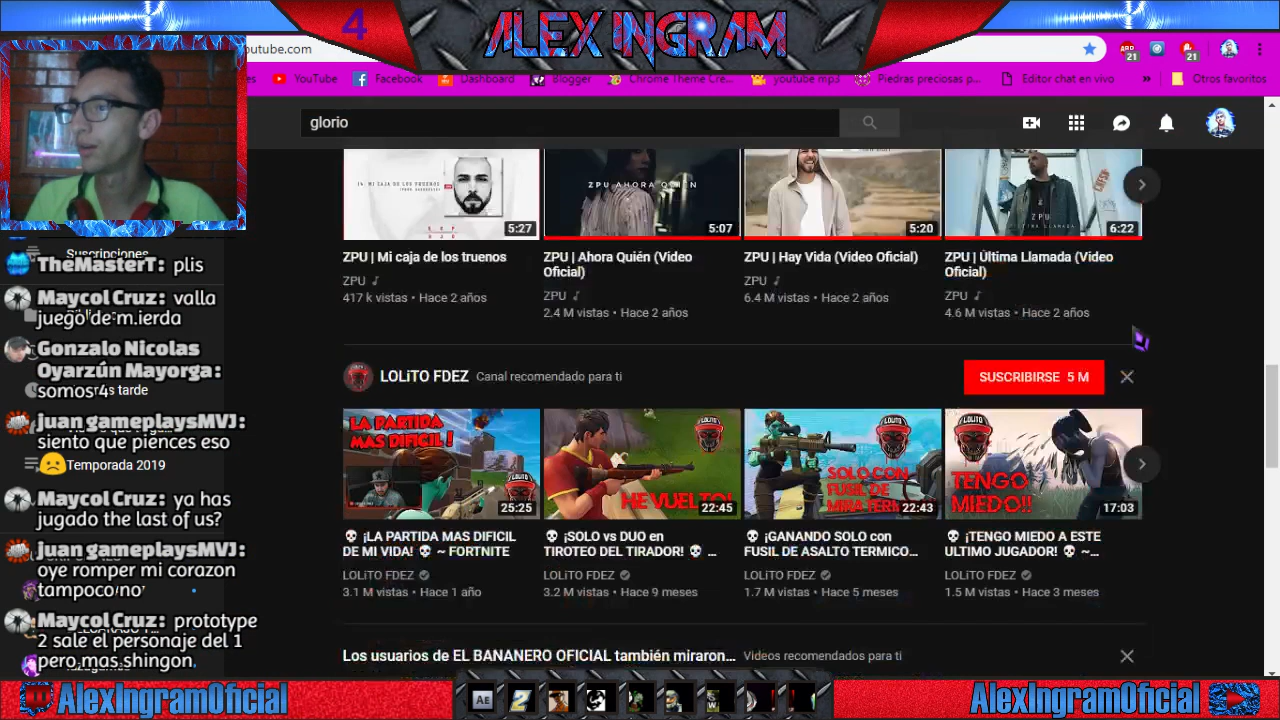 4
ALEX INGRAM
outube.com
YouTube
Facebook
Dashboard
Blogger
Chrome Theme Cre...
youtube mp3
Piedras preciosas p...
Editor chat en vivo
»
Otros favoritos
21
21
glorio
ZPU AHORA QUIÉN
5:27
5:07
5:20
6:22
ZPU | Mi caja de los truenos
ZPU
417 k vistas • Hace 2 años
ZPU | Ahora Quién (Video
Oficial)
ZPU
2.4 M vistas • Hace 2 años
ZPU | Hay Vida (Video Oficial)
ZPU
6.4 M vistas • Hace 2 años
ZPU | Última Llamada (Video
Oficial)
ZPU
4.6 M vistas • Hace 2 años
Suscripciones
TheMasterT: plis
Maycol Cruz: valla
juego de m.ierda
Gonzalo Nicolas
Oyarzún Mayorga:
somos 4
s tarde
juan gameplaysMVJ:
siento que piences eso
Temporada 2019
Maycol Cruz: ya has
jugado the last of us?
juan gameplaysMVJ:
oye romper mi corazon
tampoco no
Maycol Cruz: prototype
2 sale el personaje del 1
pero mas shingon
LOLiTO FDEZ Canal recomendado para ti
SUSCRIBIRSE 5 M
LA PARTIDA
MAS DIFICIL!
25:25
HE VUELTO!
22:45
SOLO CON
FUSIL DE
22:43
TENGO
MIEDO!!
17:03
¡LA PARTIDA MAS DIFICIL
DE MI VIDA! ~ FORTNITE
LOLiTO FDEZ
3.1 M vistas • Hace 1 año
¡SOLO vs DUO en
TIROTEO DEL TIRADOR! ...
LOLiTO FDEZ
3.2 M vistas • Hace 9 meses
¡GANANDO SOLO con
FUSIL DE ASALTO TERMICO...
LOLiTO FDEZ
1.7 M vistas • Hace 5 meses
¡TENGO MIEDO A ESTE
ULTIMO JUGADOR! ~...
LOLiTO FDEZ
1.5 M vistas • Hace 3 meses
Los usuarios de EL BANANERO OFICIAL también miraron... Videos recomendados para ti
AlexIngramOficial
AE
2
AlexIngramOficial